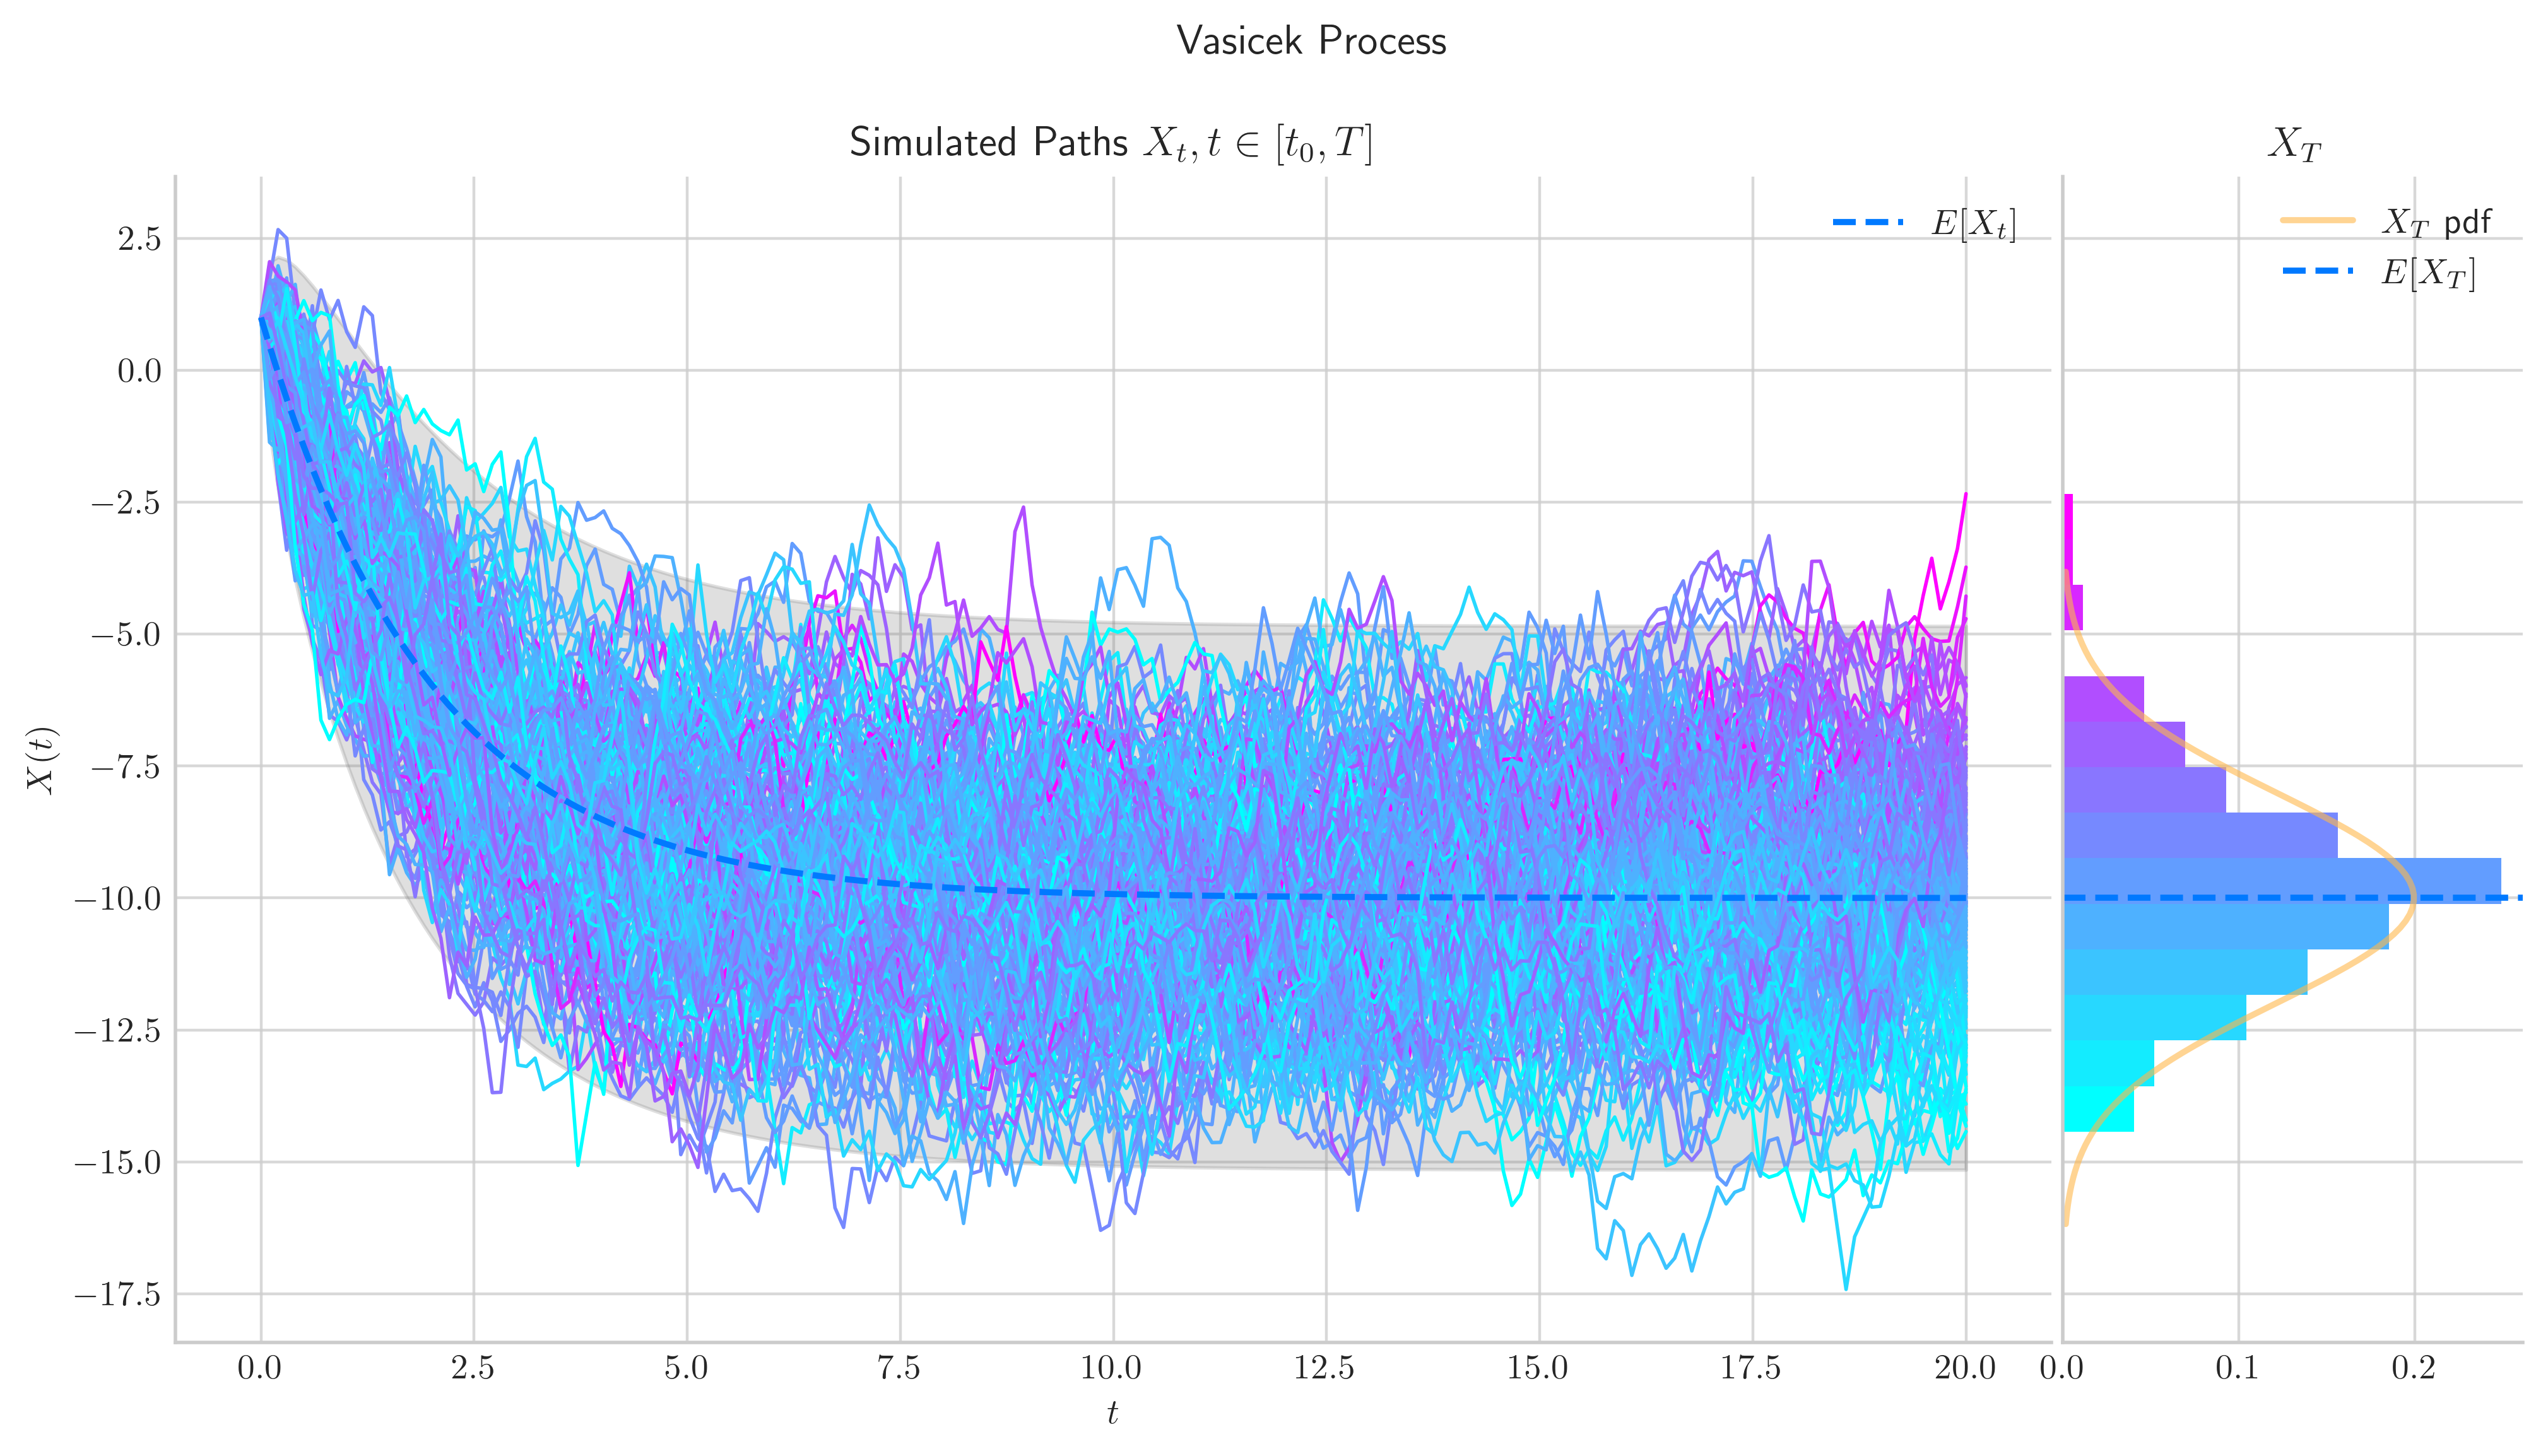 Vasicek Process
Simulated Paths $X_t, t \in [t_0, T]$
$X_T$
$E[X_t]$
$X_T$ pdf
$E[X_T]$
2.5
0.0
−2.5
−5.0
−7.5
−10.0
−12.5
−15.0
−17.5
$X(t)$
0.0 2.5 5.0 7.5 10.0 12.5 15.0 17.5 20.0
0.0 0.1 0.2
$t$